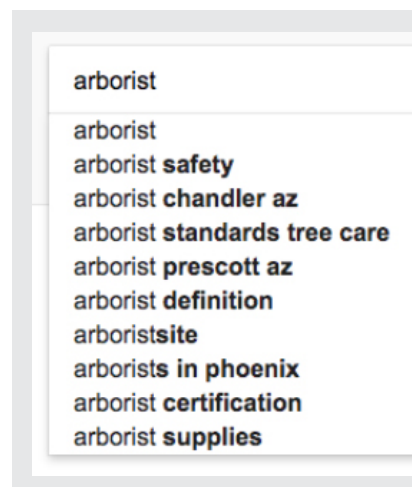 arborist
arborist
arborist safety
arborist chandler az
arborist standards tree care
arborist prescott az
arborist definition
arboristsite
arborists in phoenix
arborist certification
arborist supplies